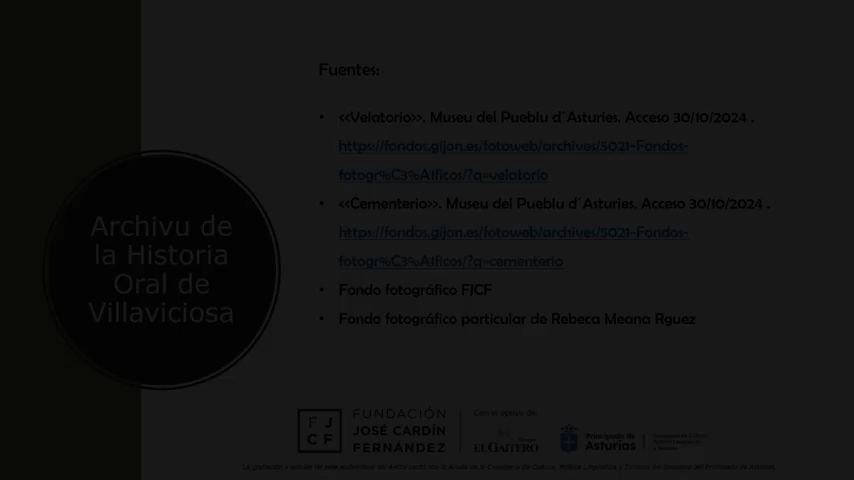 Fuentes:
• «Velatorio». Museu del Pueblu d´Asturies. Acceso 30/10/2024 .
https://fondos.gijon.es/fotoweb/archives/5021-Fondos-
fotogr%C3%A1ficos/?q=velatorio
• «Cementerio». Museu del Pueblu d´Asturies. Acceso 30/10/2024 .
https://fondos.gijon.es/fotoweb/archives/5021-Fondos-
fotogr%C3%A1ficos/?q=cementerio
• Fondo fotográfico FJCF
• Fondo fotográfico particular de Rebeca Meana Rguez
Archivu de
la Historia
Oral de
Villaviciosa
FJ
CF
FUNDACIÓN
JOSÉ CARDÍN
FERNÁNDEZ
Con el apoyo de:
EL GAITERO
Principado de
Asturias